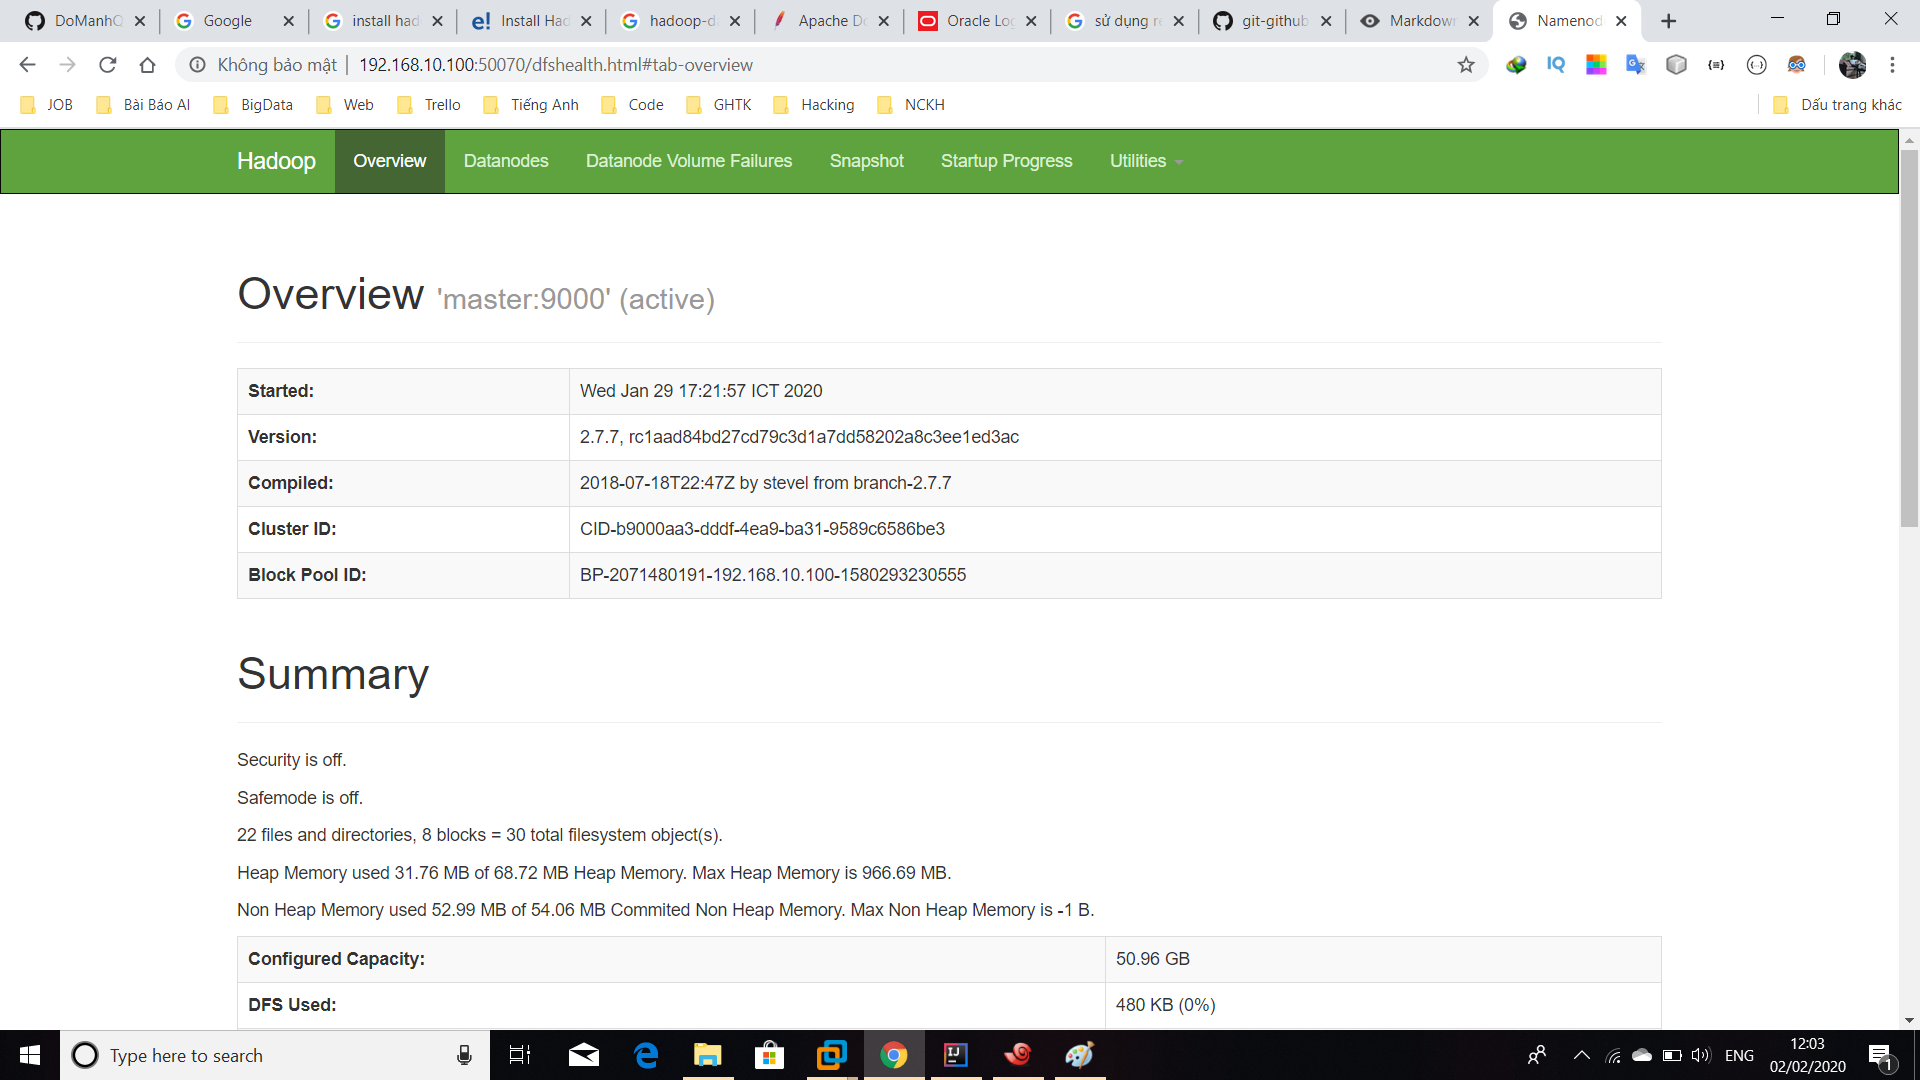 DoManhQ
Google
install had
Install Had
hadoop-da
Apache Do
Oracle Log
sử dụng re
git-github
Markdown
Namenod
Không bảo mật | 192.168.10.100:50070/dfshealth.html#tab-overview
JOB Bài Báo AI BigData Web Trello Tiếng Anh Code GHTK Hacking NCKH Dấu trang khác
Hadoop Overview Datanodes Datanode Volume Failures Snapshot Startup Progress Utilities
Overview 'master:9000' (active)
Started: Wed Jan 29 17:21:57 ICT 2020
Version: 2.7.7, rc1aad84bd27cd79c3d1a7dd58202a8c3ee1ed3ac
Compiled: 2018-07-18T22:47Z by stevel from branch-2.7.7
Cluster ID: CID-b9000aa3-dddf-4ea9-ba31-9589c6586be3
Block Pool ID: BP-2071480191-192.168.10.100-1580293230555
Summary
Security is off.
Safemode is off.
22 files and directories, 8 blocks = 30 total filesystem object(s).
Heap Memory used 31.76 MB of 68.72 MB Heap Memory. Max Heap Memory is 966.69 MB.
Non Heap Memory used 52.99 MB of 54.06 MB Commited Non Heap Memory. Max Non Heap Memory is -1 B.
Configured Capacity: 50.96 GB
DFS Used: 480 KB (0%)
Type here to search
ENG
12:03
02/02/2020
1